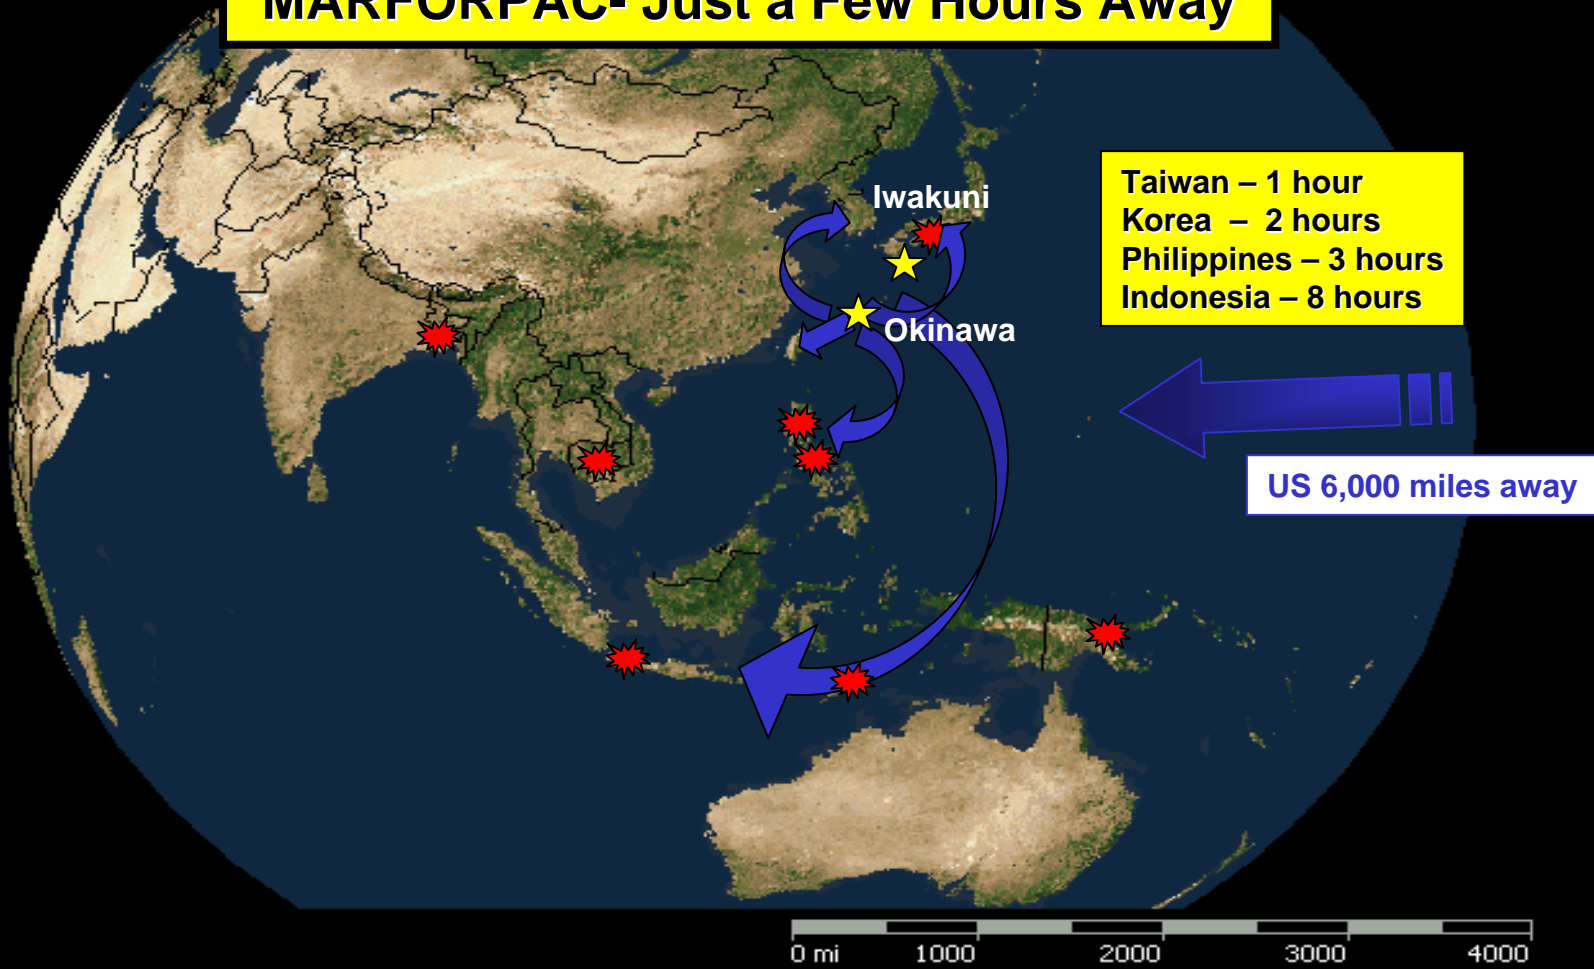 MARFORPAC- Just a Few Hours Away
Iwakuni
Taiwan – 1 hour
Korea – 2 hours
Philippines – 3 hours
Indonesia – 8 hours
Okinawa
US 6,000 miles away
0 mi 1000 2000 3000 4000